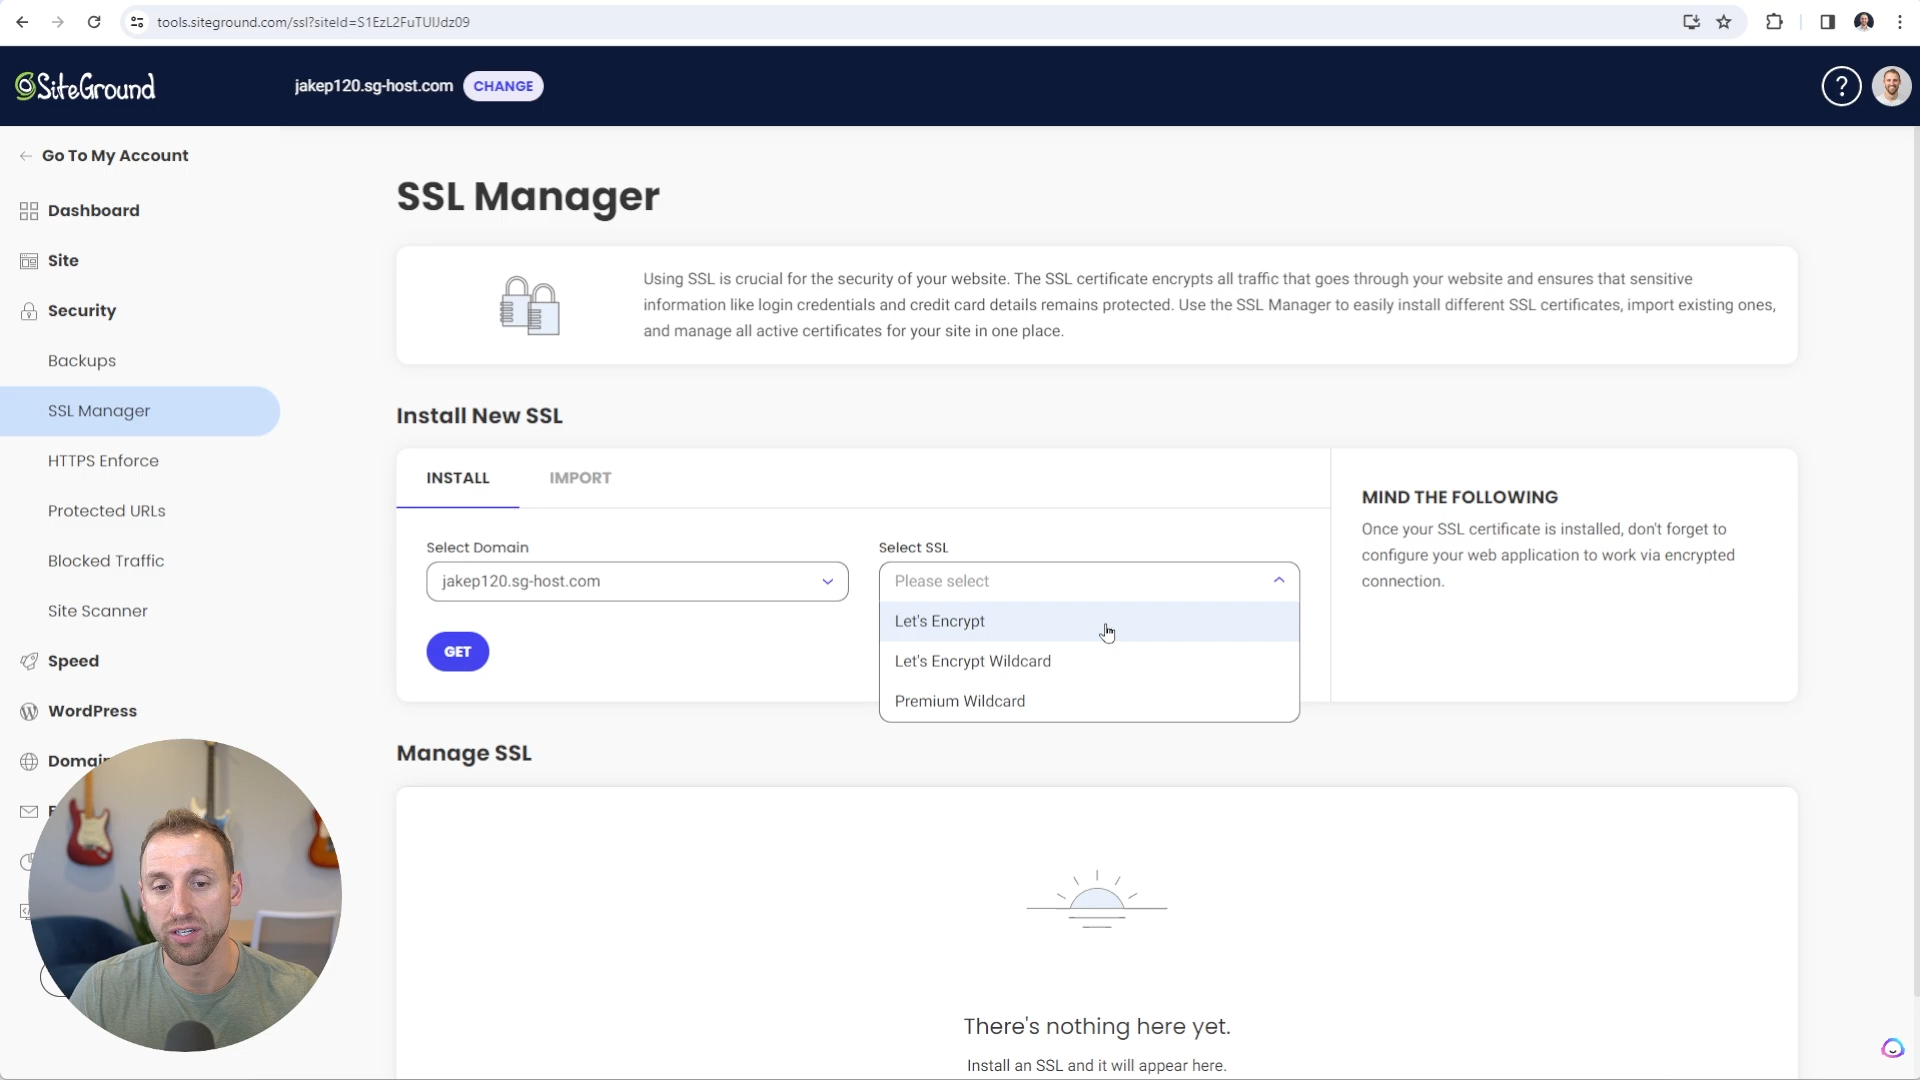 tools.siteground.com/ssl?siteId=S1EzL2FuTUlJdz09
SiteGround
jakep120.sg-host.com
CHANGE
?
Go To My Account
Dashboard
Site
Security
Backups
SSL Manager
HTTPS Enforce
Protected URLs
Blocked Traffic
Site Scanner
Speed
WordPress
SSL Manager
Using SSL is crucial for the security of your website. The SSL certificate encrypts all traffic that goes through your website and ensures that sensitive
information like login credentials and credit card details remains protected. Use the SSL Manager to easily install different SSL certificates, import existing ones,
and manage all active certificates for your site in one place.
Install New SSL
INSTALL
IMPORT
Select Domain
jakep120.sg-host.com
GET
Select SSL
Please select
Let's Encrypt
Let's Encrypt Wildcard
Premium Wildcard
MIND THE FOLLOWING
Once your SSL certificate is installed, don't forget to
configure your web application to work via encrypted
connection.
Manage SSL
There's nothing here yet.
Install an SSL and it will appear here.